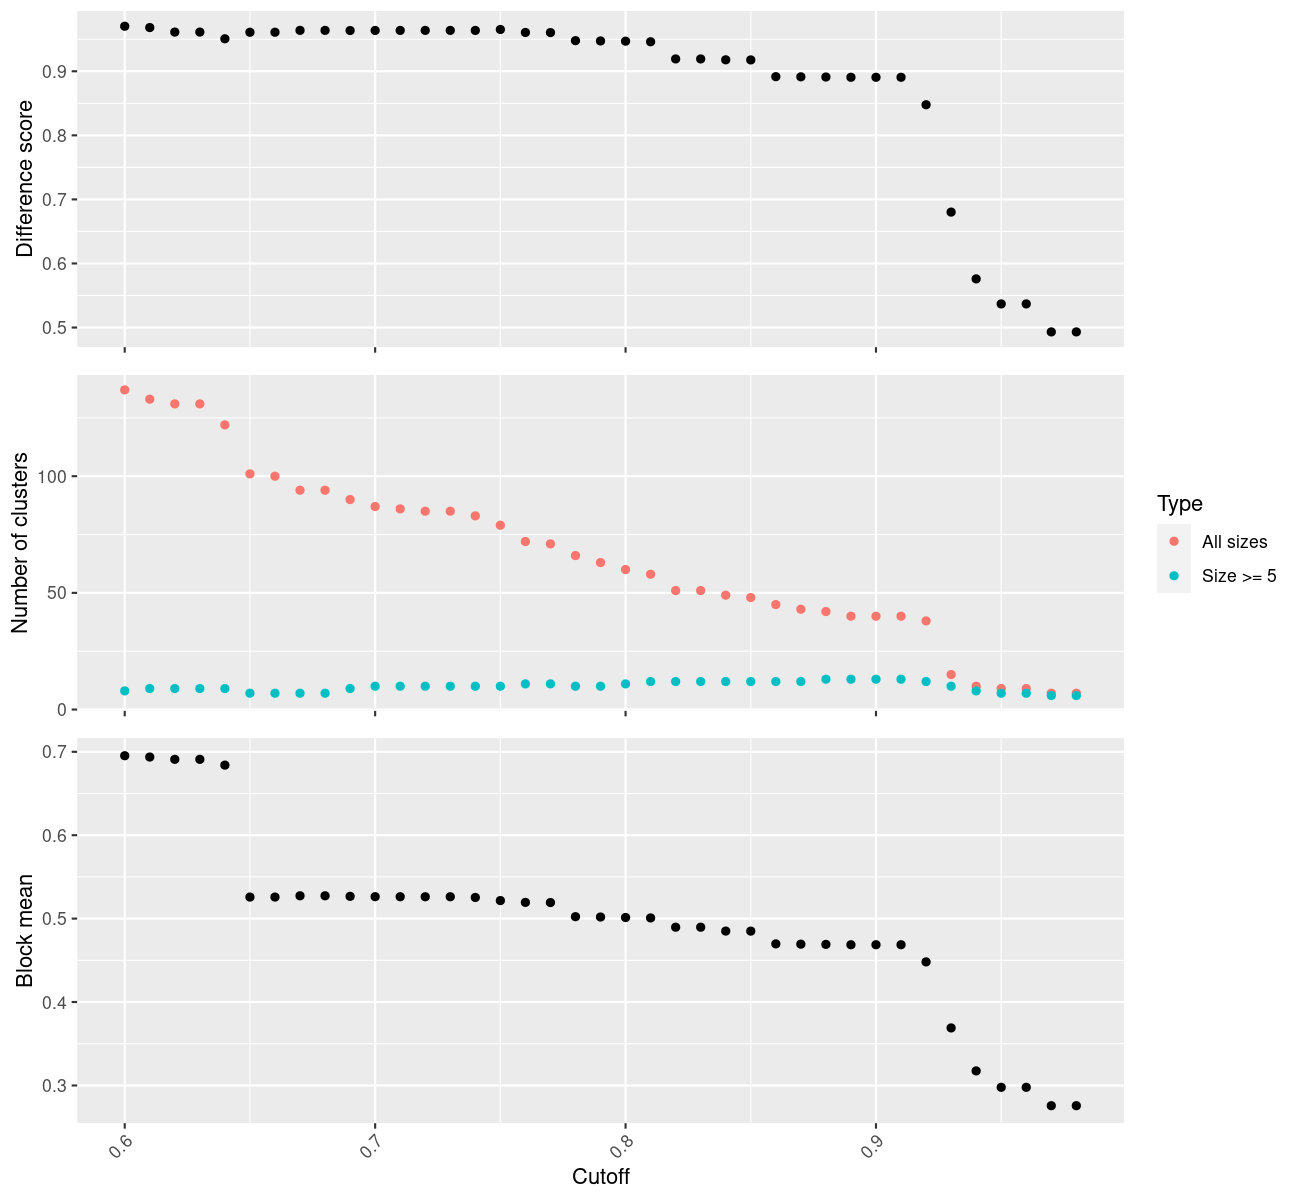 Difference score
0.9
0.8
0.7
0.6
0.5
Number of clusters
100
50
0
Type
All sizes
Size >= 5
Block mean
0.7
0.6
0.5
0.4
0.3
0.6 0.7 0.8 0.9
Cutoff